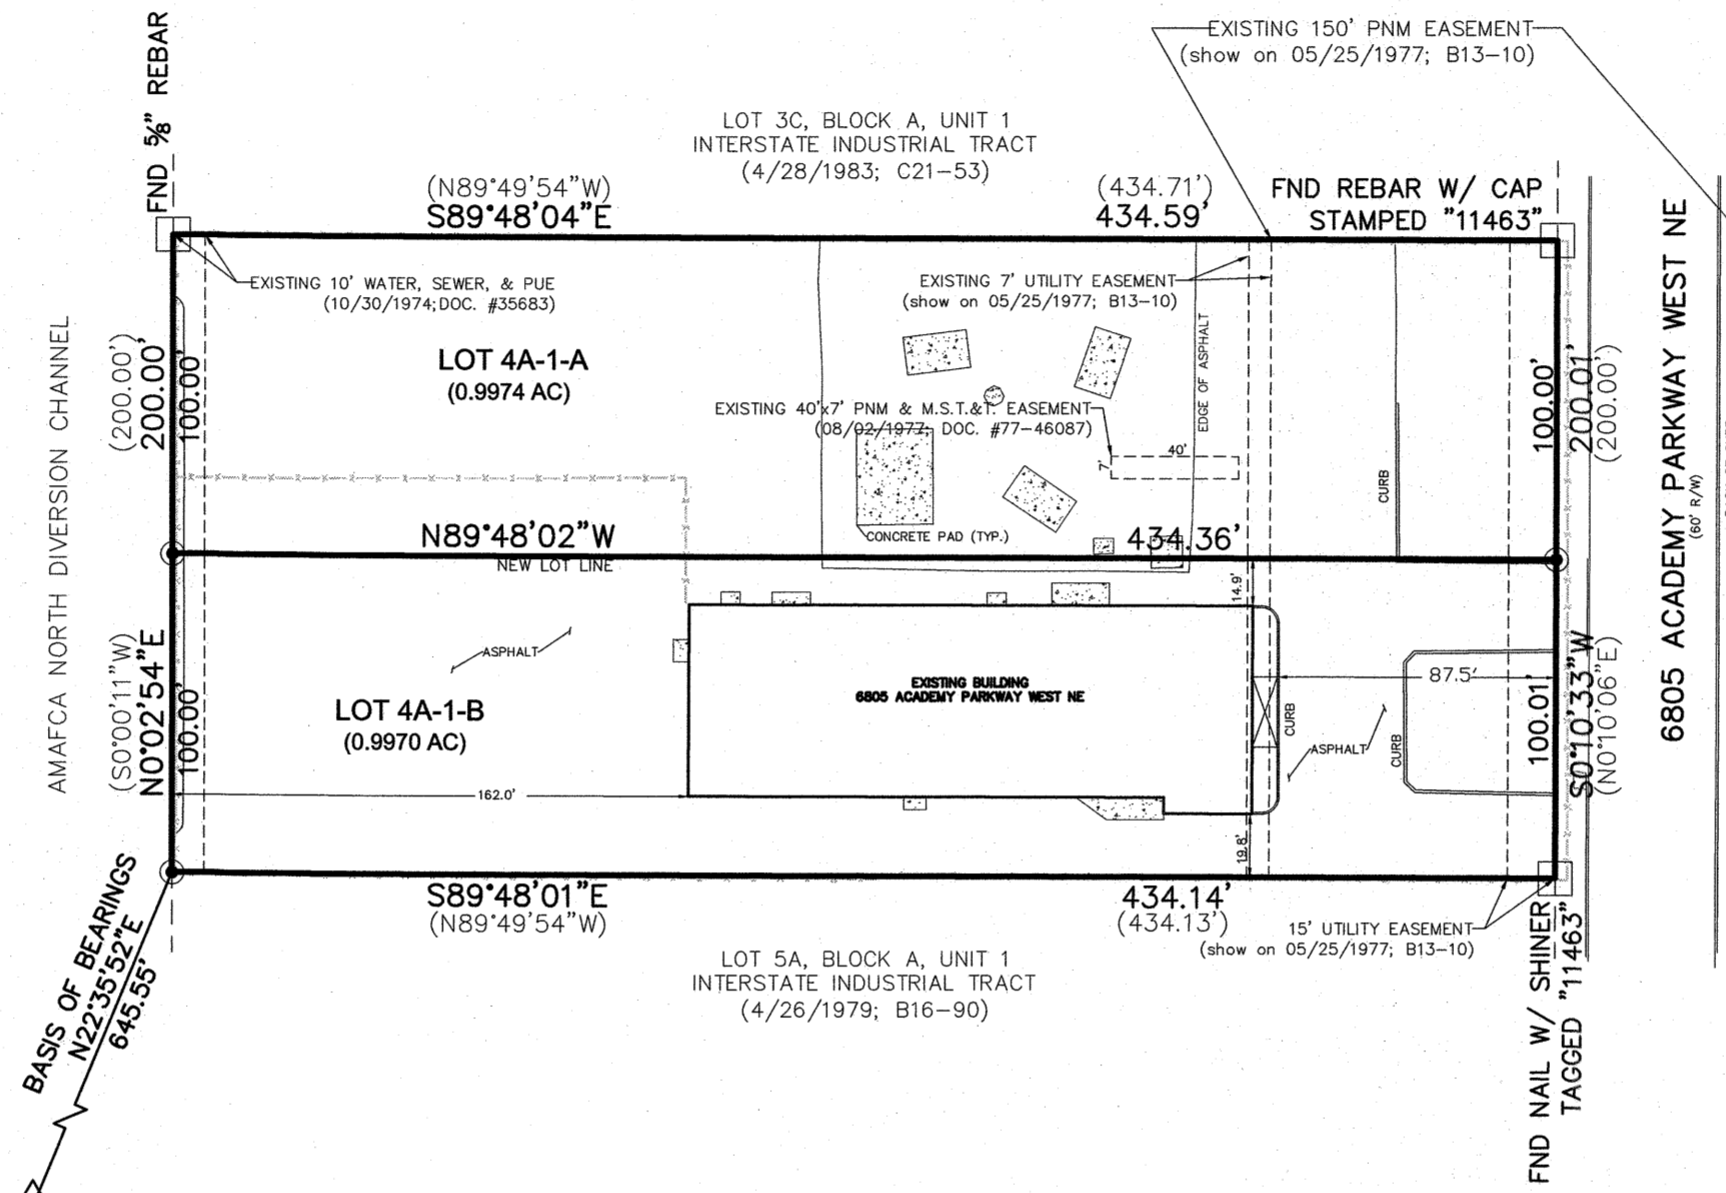 EXISTING 150' PNM EASEMENT
(show on 05/25/1977; B13-10)
FND 5/8" REBAR
LOT 3C, BLOCK A, UNIT 1
INTERSTATE INDUSTRIAL TRACT
(4/28/1983; C21-53)
(N89°49'54"W)
S89°48'04"E
(434.71')
434.59'
FND REBAR W/ CAP
STAMPED "11463"
EXISTING 10' WATER, SEWER, & PUE
(10/30/1974;DOC. #35683)
EXISTING 7' UTILITY EASEMENT
(show on 05/25/1977; B13-10)
AMAFCA NORTH DIVERSION CHANNEL
(200.00')
200.00'
100.00'
LOT 4A-1-A
(0.9974 AC)
EXISTING 40'x7' PNM & M.S.T.&T. EASEMENT
(08/02/1977; DOC. #77-46087)
EDGE OF ASPHALT
40'
7'
CURB
100.00'
200.01'
(200.00')
6805 ACADEMY PARKWAY WEST NE
(60' R/W)
CONCRETE PAD (TYP.)
N89°48'02"W
434.36'
NEW LOT LINE
14.9'
(S0°00'11"W)
N0°02'54"E
100.00'
ASPHALT
LOT 4A-1-B
(0.9970 AC)
EXISTING BUILDING
6805 ACADEMY PARKWAY WEST NE
CURB
87.5'
ASPHALT
CURB
100.01'
S0°10'33"W
(N0°10'06"E)
162.0'
19.8'
S89°48'01"E
(N89°49'54"W)
434.14'
(434.13')
15' UTILITY EASEMENT
(show on 05/25/1977; B13-10)
LOT 5A, BLOCK A, UNIT 1
INTERSTATE INDUSTRIAL TRACT
(4/26/1979; B16-90)
BASIS OF BEARINGS
N22°35'52"E
645.55'
FND NAIL W/ SHINER
TAGGED "11463"